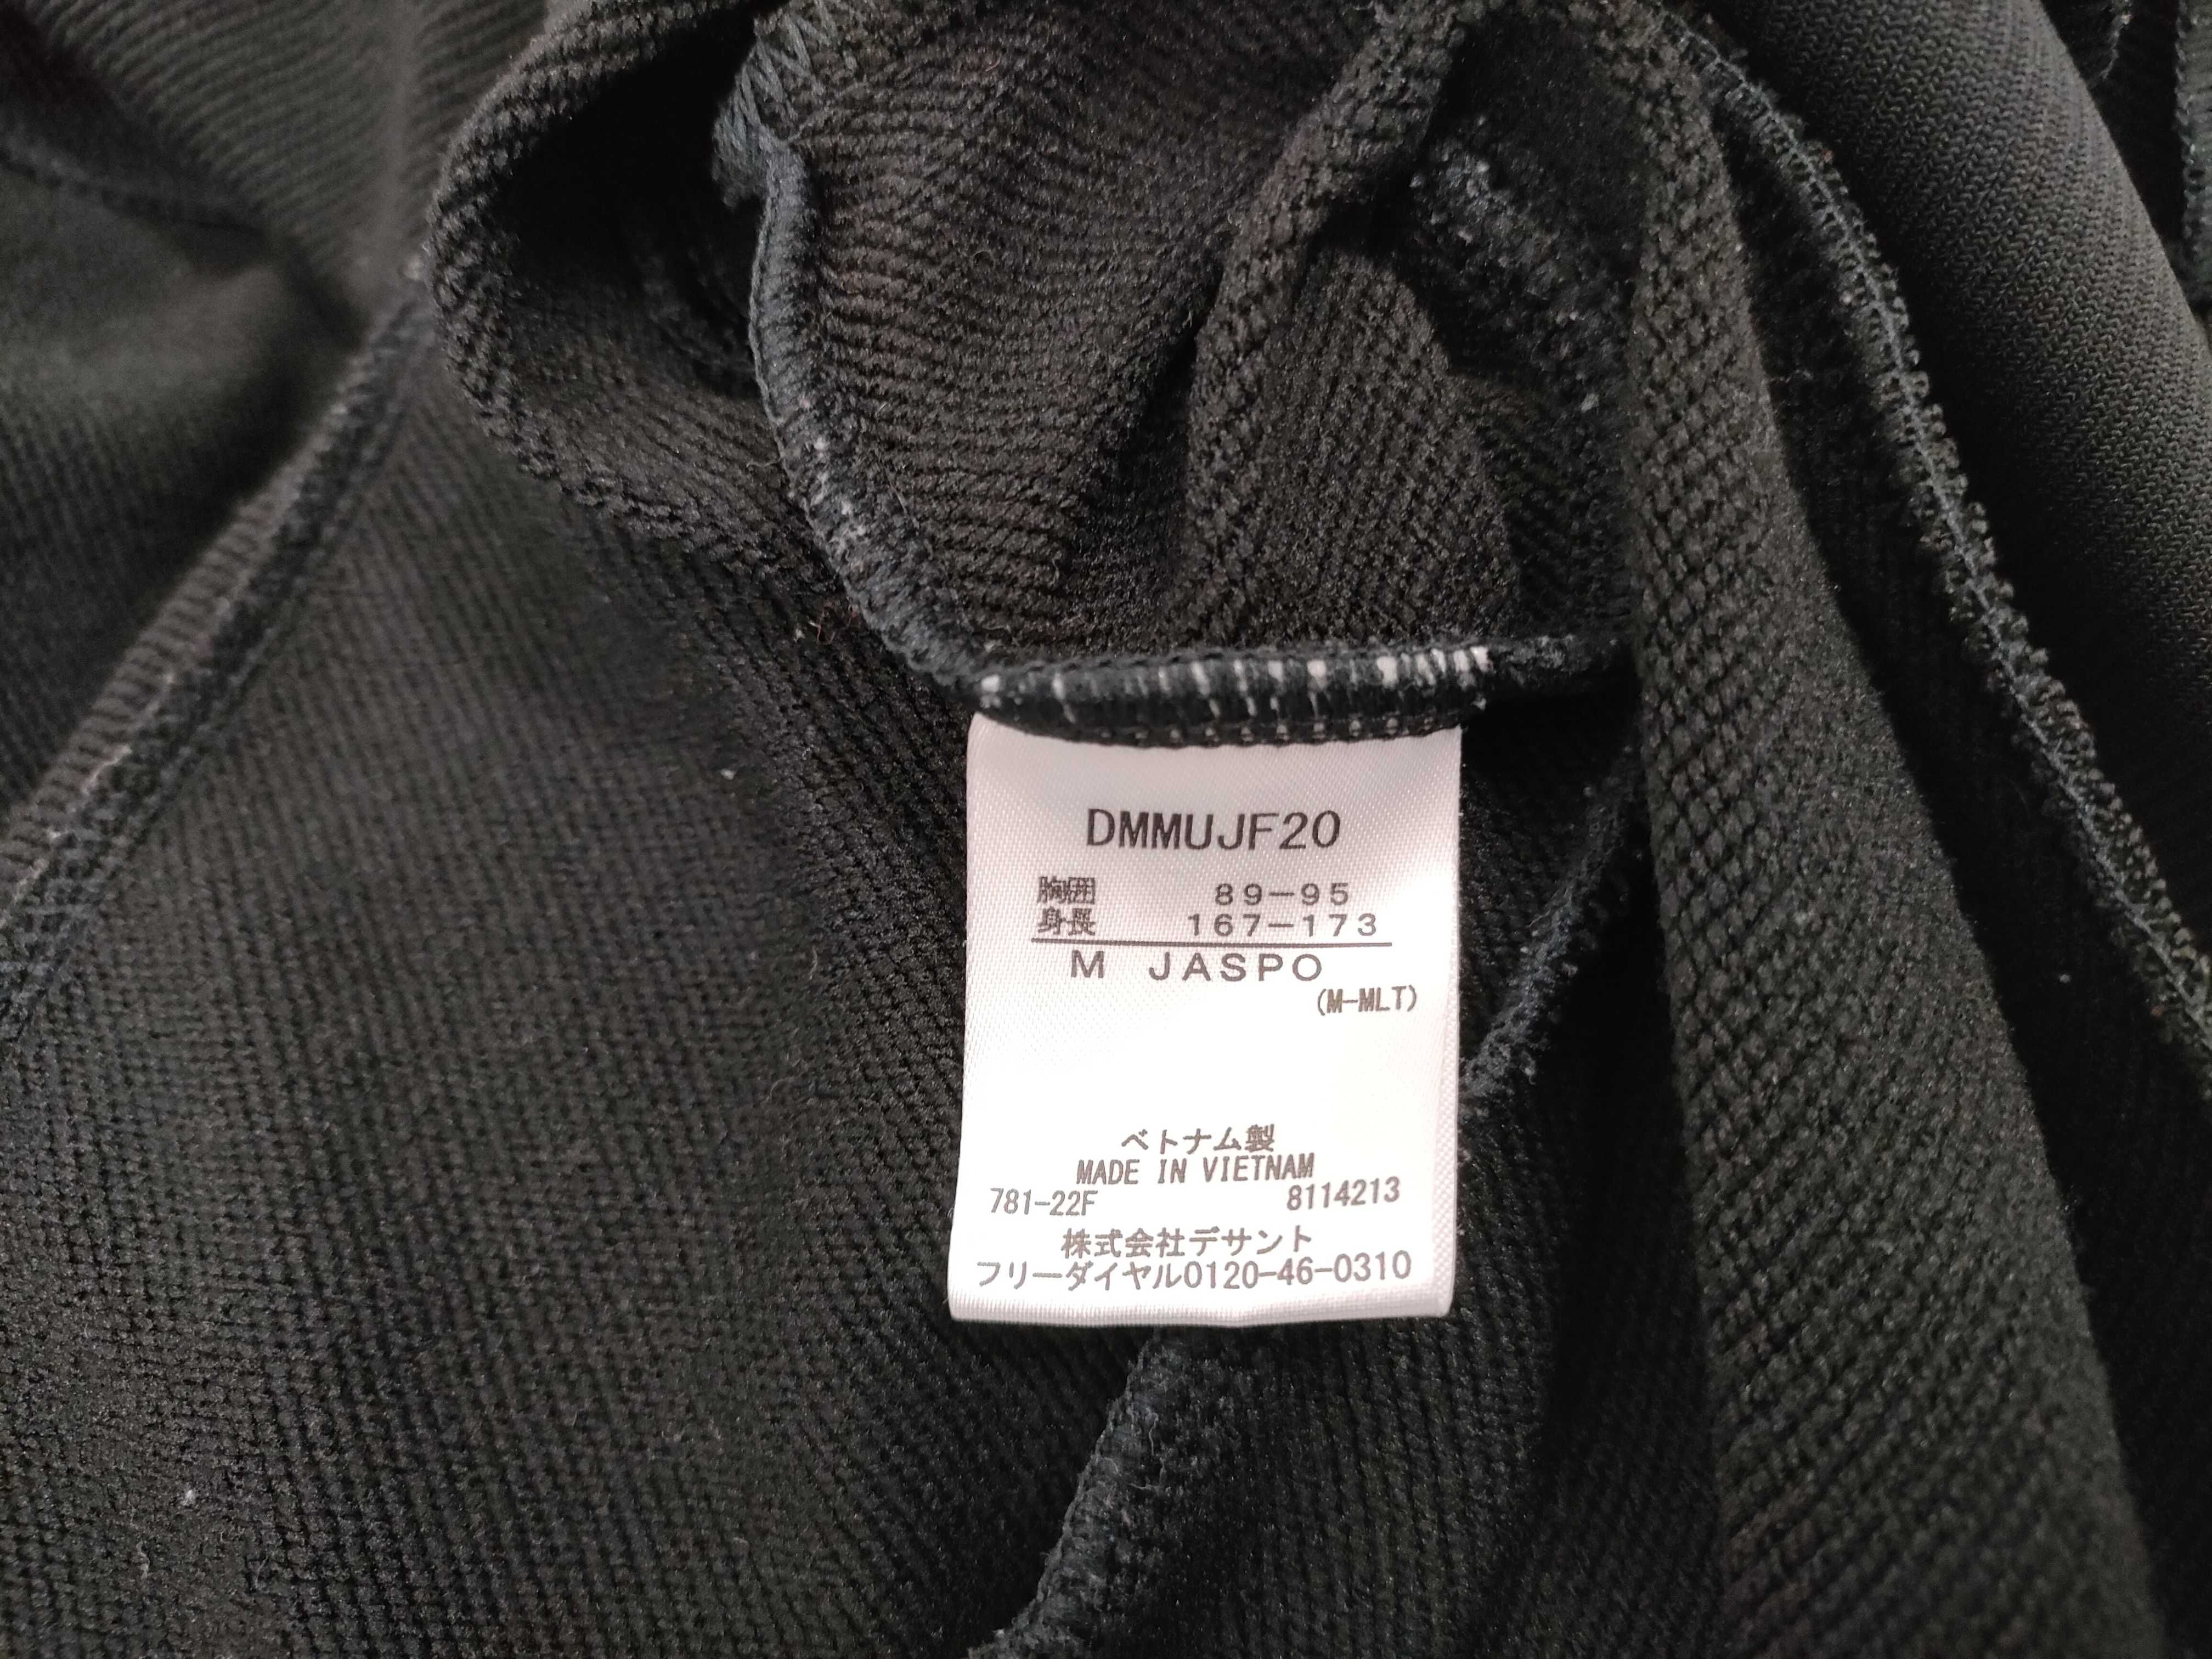 DMMUJF20
胸囲 89-95
身長 167-173
M JASPO
(M-MLT)
ベトナム製
MADE IN VIETNAM
781-22F 8114213
株式会社デサント
フリーダイヤル0120-46-0310